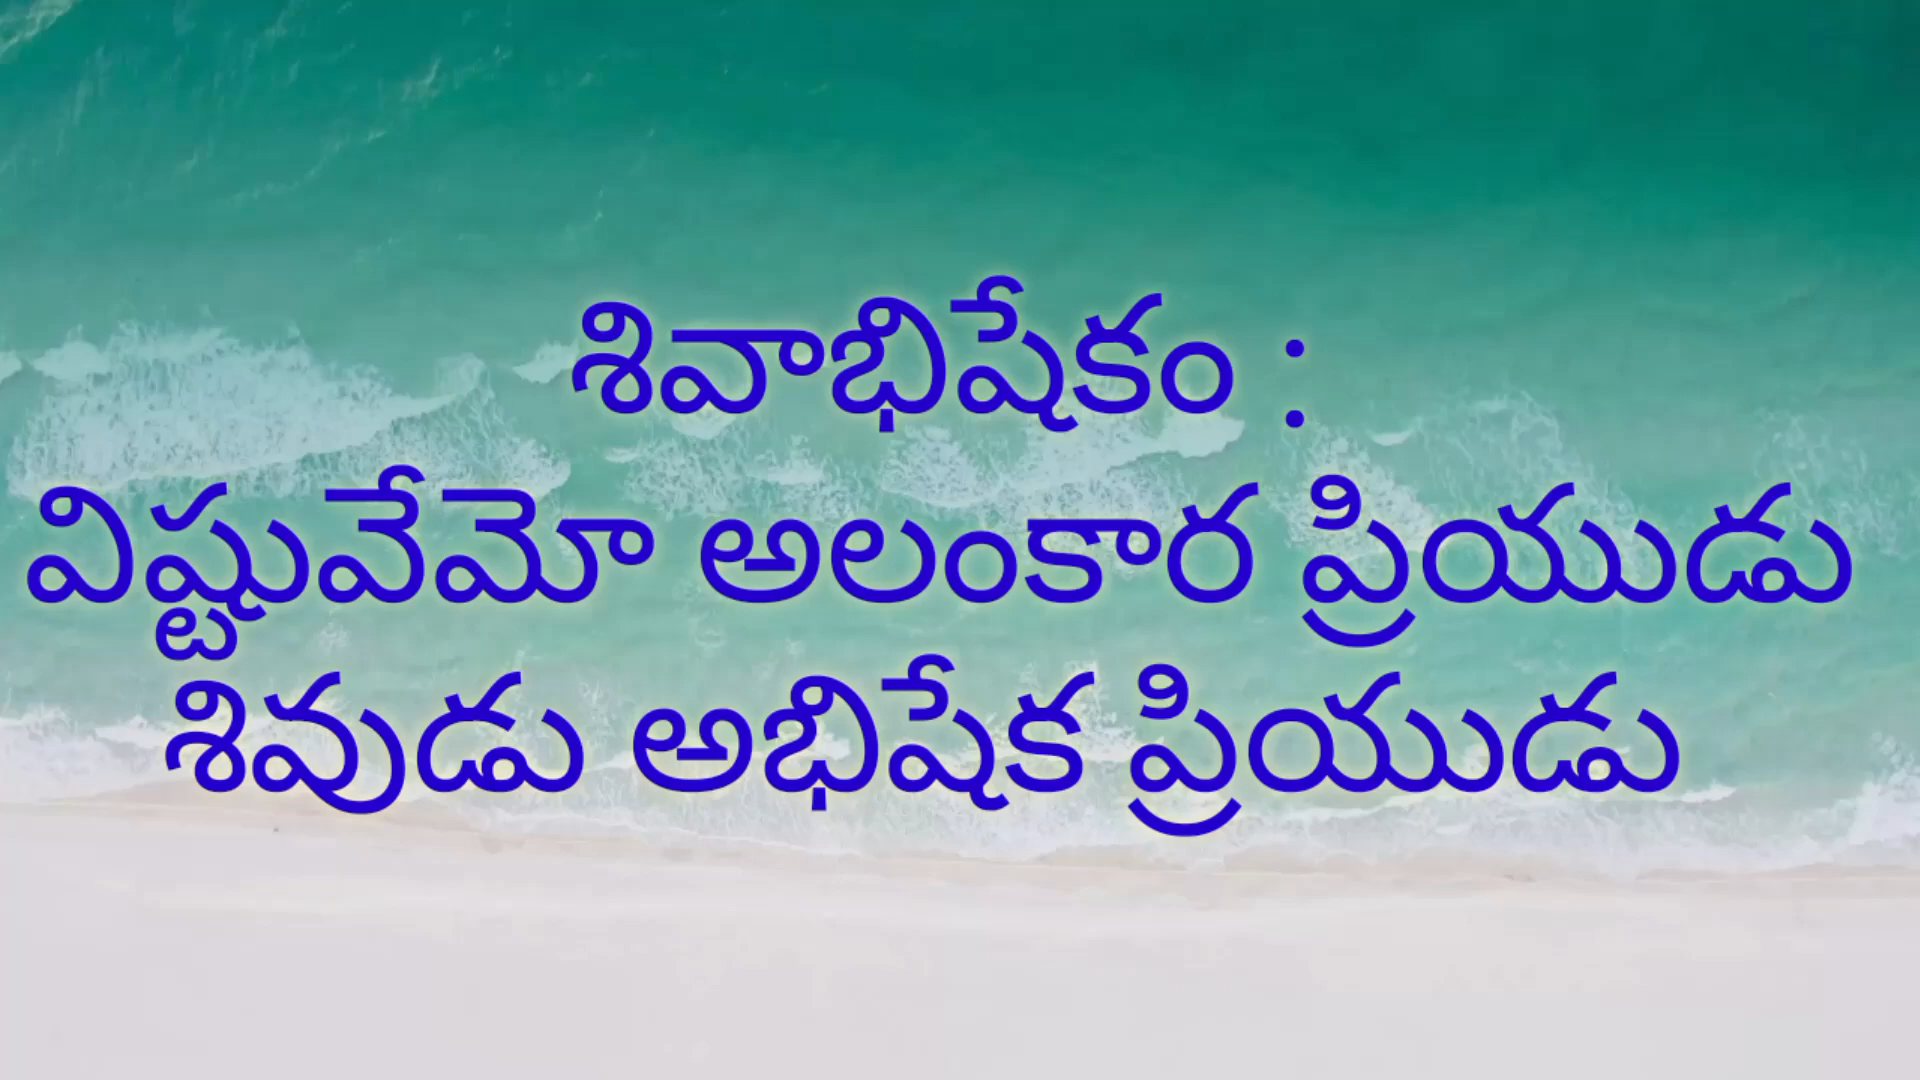 శివాభిషేకం :
విష్టువేమో అలంకార ప్రియుడు
శివుడు అభిషేక ప్రియుడు